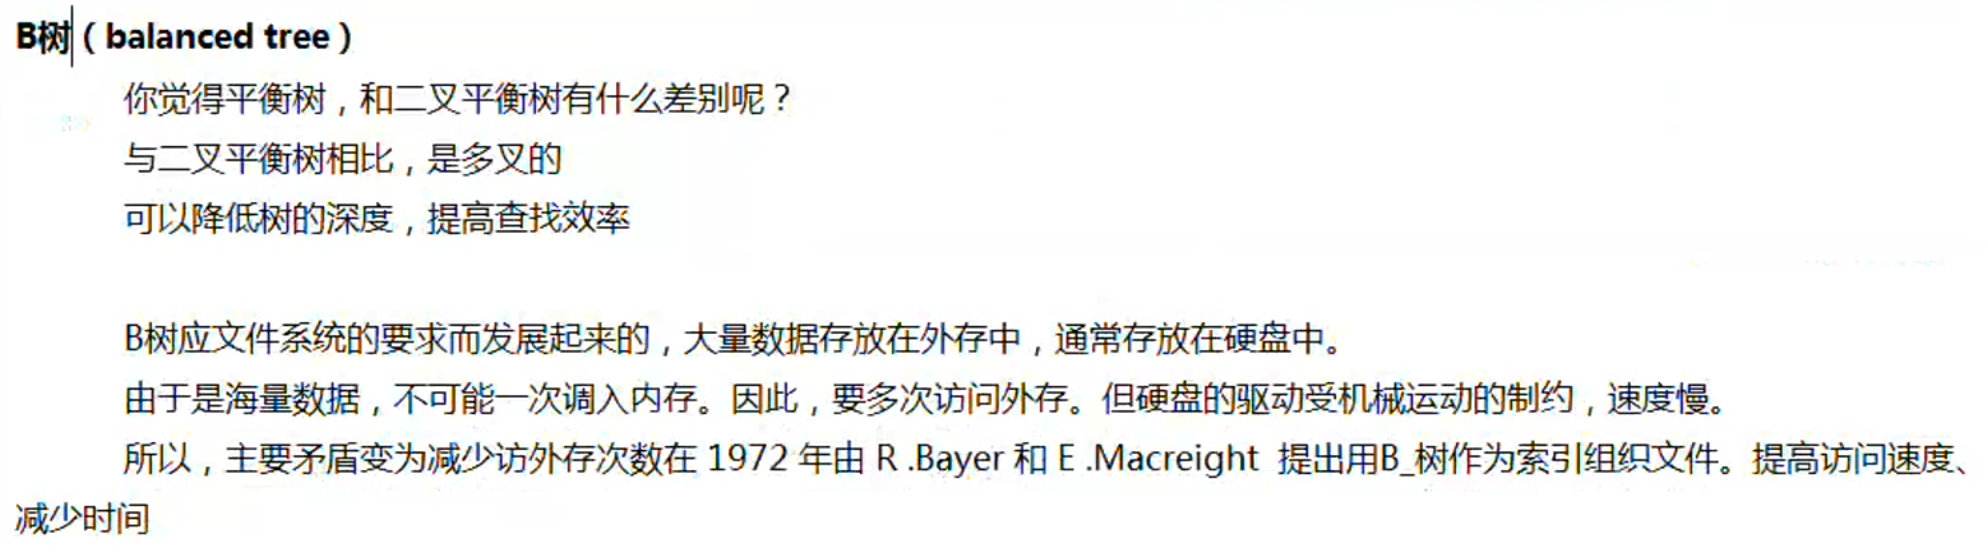 B树（balanced tree）
你觉得平衡树，和二叉平衡树有什么差别呢？
与二叉平衡树相比，是多叉的
可以降低树的深度，提高查找效率
B树应文件系统的要求而发展起来的，大量数据存放在外存中，通常存放在硬盘中。
由于是海量数据，不可能一次调入内存。因此，要多次访问外存。但硬盘的驱动受机械运动的制约，速度慢。
所以，主要矛盾变为减少访外存次数在 1972 年由 R .Bayer 和 E .Macreight 提出用B_树作为索引组织文件。提高访问速度、
减少时间